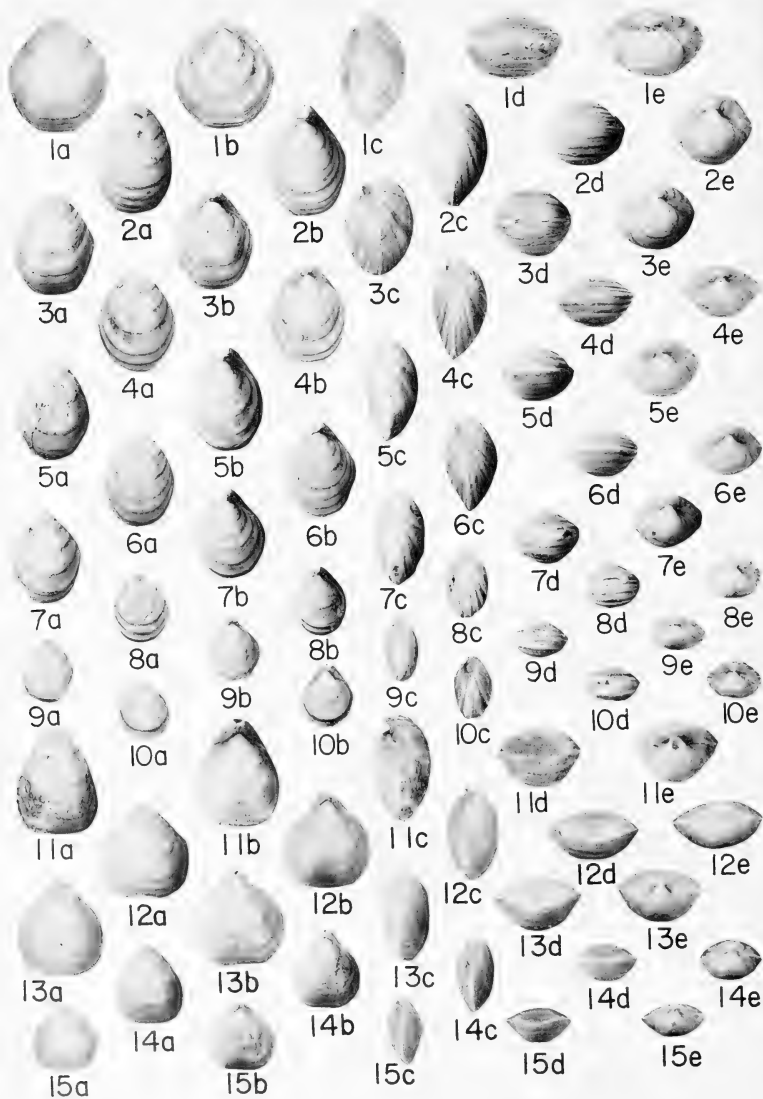 1a 1b 1c 1d 1e
2a 2b 2c 2d 2e
3a 3b 3c 3d 3e
4a 4b 4c 4d 4e
5a 5b 5c 5d 5e
6a 6b 6c 6d 6e
7a 7b 7c 7d 7e
8a 8b 8c 8d 8e
9a 9b 9c 9d 9e
10a 10b 10c 10d 10e
11a 11b 11c 11d 11e
12a 12b 12c 12d 12e
13a 13b 13c 13d 13e
14a 14b 14c 14d 14e
15a 15b 15c 15d 15e